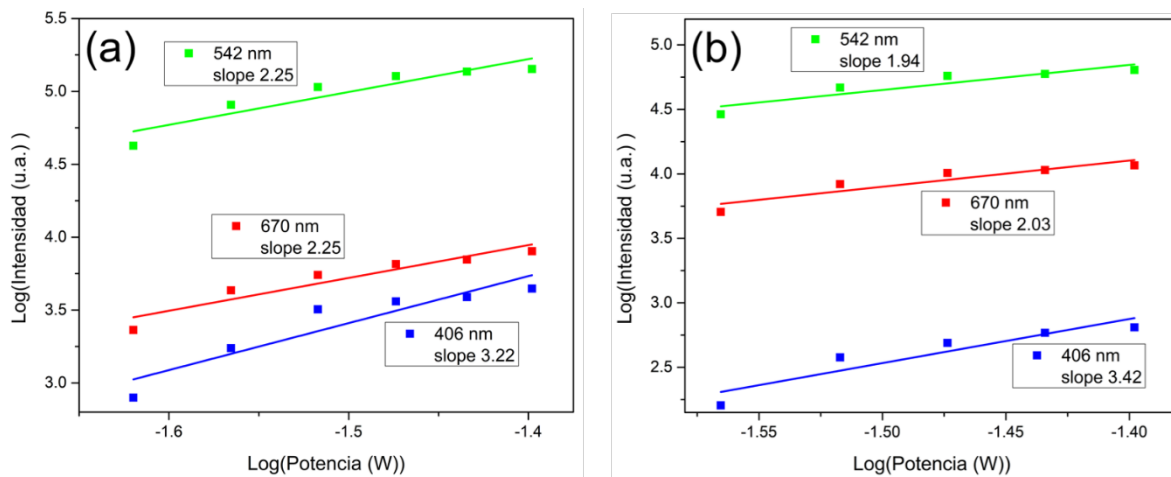 (a)
542 nm
slope 2.25
670 nm
slope 2.25
406 nm
slope 3.22
5.5
5.0
4.5
4.0
3.5
3.0
Log(Intensidad (u.a.) )
-1.6
-1.5
-1.4
Log(Potencia (W))
(b)
542 nm
slope 1.94
670 nm
slope 2.03
406 nm
slope 3.42
5.0
4.5
4.0
3.5
3.0
2.5
Log(Intensidad (u.a.) )
-1.55
-1.50
-1.45
-1.40
Log(Potencia (W))